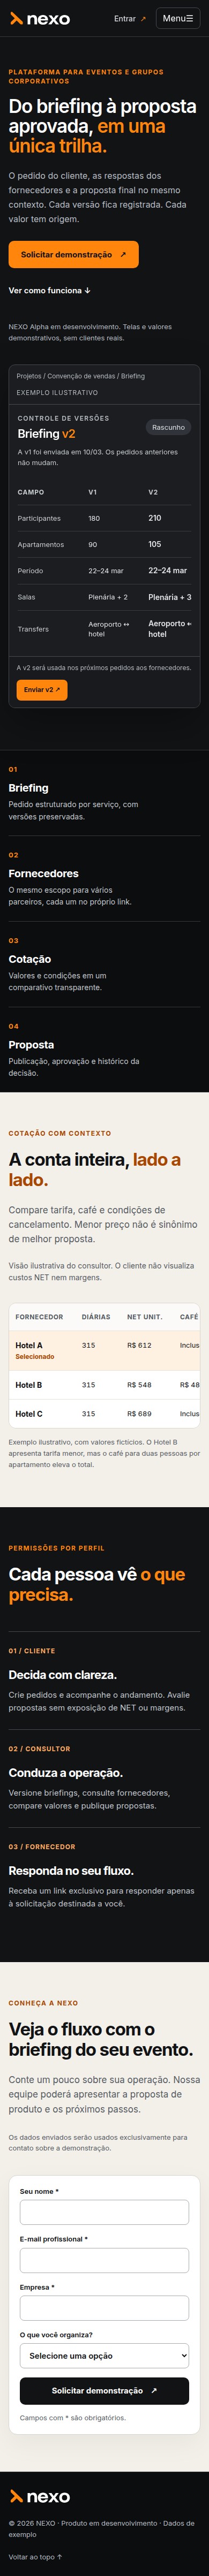 nexo
Entrar ↗
Menu☰
PLATAFORMA PARA EVENTOS E GRUPOS
CORPORATIVOS
Do briefing à proposta
aprovada, em uma
única trilha.
O pedido do cliente, as respostas dos
fornecedores e a proposta final no mesmo
contexto. Cada versão fica registrada. Cada
valor tem origem.
Solicitar demonstração ↗
Ver como funciona ↓
NEXO Alpha em desenvolvimento. Telas e valores
demonstrativos, sem clientes reais.
Projetos / Convenção de vendas / Briefing
EXEMPLO ILUSTRATIVO
CONTROLE DE VERSÕES
Briefing v2
Rascunho
A v1 foi enviada em 10/03. Os pedidos anteriores
não mudam.
CAMPO V1 V2
Participantes 180 210
Apartamentos 90 105
Período 22–24 mar 22–24 mar
Salas Plenária + 2 Plenária + 3
Transfers Aeroporto ↔ hotel Aeroporto ↔ hotel
A v2 será usada nos próximos pedidos aos fornecedores.
Enviar v2 ↗
01
Briefing
Pedido estruturado por serviço, com
versões preservadas.
02
Fornecedores
O mesmo escopo para vários
parceiros, cada um no próprio link.
03
Cotação
Valores e condições em um
comparativo transparente.
04
Proposta
Publicação, aprovação e histórico da
decisão.
COTAÇÃO COM CONTEXTO
A conta inteira, lado a
lado.
Compare tarifa, café e condições de
cancelamento. Menor preço não é sinônimo
de melhor proposta.
Visão ilustrativa do consultor. O cliente não visualiza
custos NET nem margens.
FORNECEDOR DIÁRIAS NET UNIT. CAFÉ
Hotel A 315 R$ 612 Inclus
Selecionado
Hotel B 315 R$ 548 R$ 48
Hotel C 315 R$ 689 Inclus
Exemplo ilustrativo, com valores fictícios. O Hotel B
apresenta tarifa menor, mas o café para duas pessoas por
apartamento eleva o total.
PERMISSÕES POR PERFIL
Cada pessoa vê o que
precisa.
01 / CLIENTE
Decida com clareza.
Crie pedidos e acompanhe o andamento. Avalie
propostas sem exposição de NET ou margens.
02 / CONSULTOR
Conduza a operação.
Versione briefings, consulte fornecedores,
compare valores e publique propostas.
03 / FORNECEDOR
Responda no seu fluxo.
Receba um link exclusivo para responder apenas
à solicitação destinada a você.
CONHEÇA A NEXO
Veja o fluxo com o
briefing do seu evento.
Conte um pouco sobre sua operação. Nossa
equipe poderá apresentar a proposta de
produto e os próximos passos.
Os dados enviados serão usados exclusivamente para
contato sobre a demonstração.
Seu nome *
E-mail profissional *
Empresa *
O que você organiza?
Selecione uma opção
Solicitar demonstração ↗
Campos com * são obrigatórios.
nexo
© 2026 NEXO · Produto em desenvolvimento · Dados de
exemplo
Voltar ao topo ↑